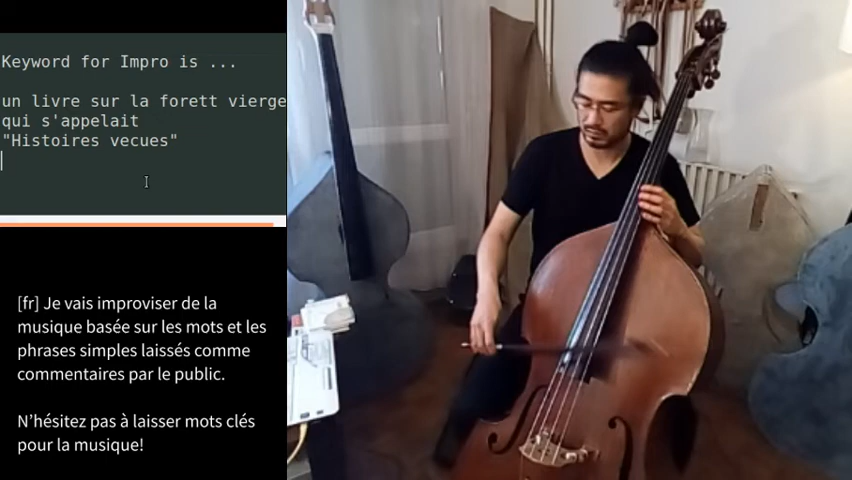 Keyword for Impro is ...
un livre sur la forett vierge
qui s'appelait
"Histoires vecues"
[fr] Je vais improviser de la
musique basée sur les mots et les
phrases simples laissés comme
commentaires par le public.
N'hésitez pas à laisser mots clés
pour la musique!